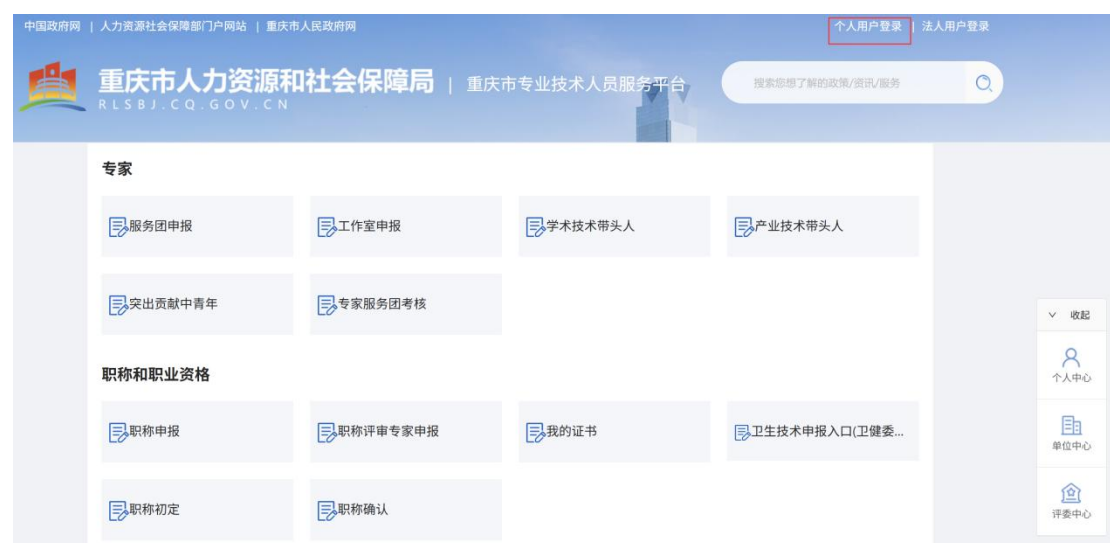 中国政府网 | 人力资源社会保障部门户网站 | 重庆市人民政府网
个人用户登录 | 法人用户登录
重庆市人力资源和社会保障局 | 重庆市专业技术人员服务平台
RLSBJ.CQ.GOV.CN
搜索您想了解的政策/资讯/服务
专家
服务团申报
工作室申报
学术技术带头人
产业技术带头人
突出贡献中青年
专家服务团考核
职称和职业资格
职称申报
职称评审专家申报
我的证书
卫生技术申报入口(卫健委...
职称初定
职称确认
收起
个人中心
单位中心
评委中心